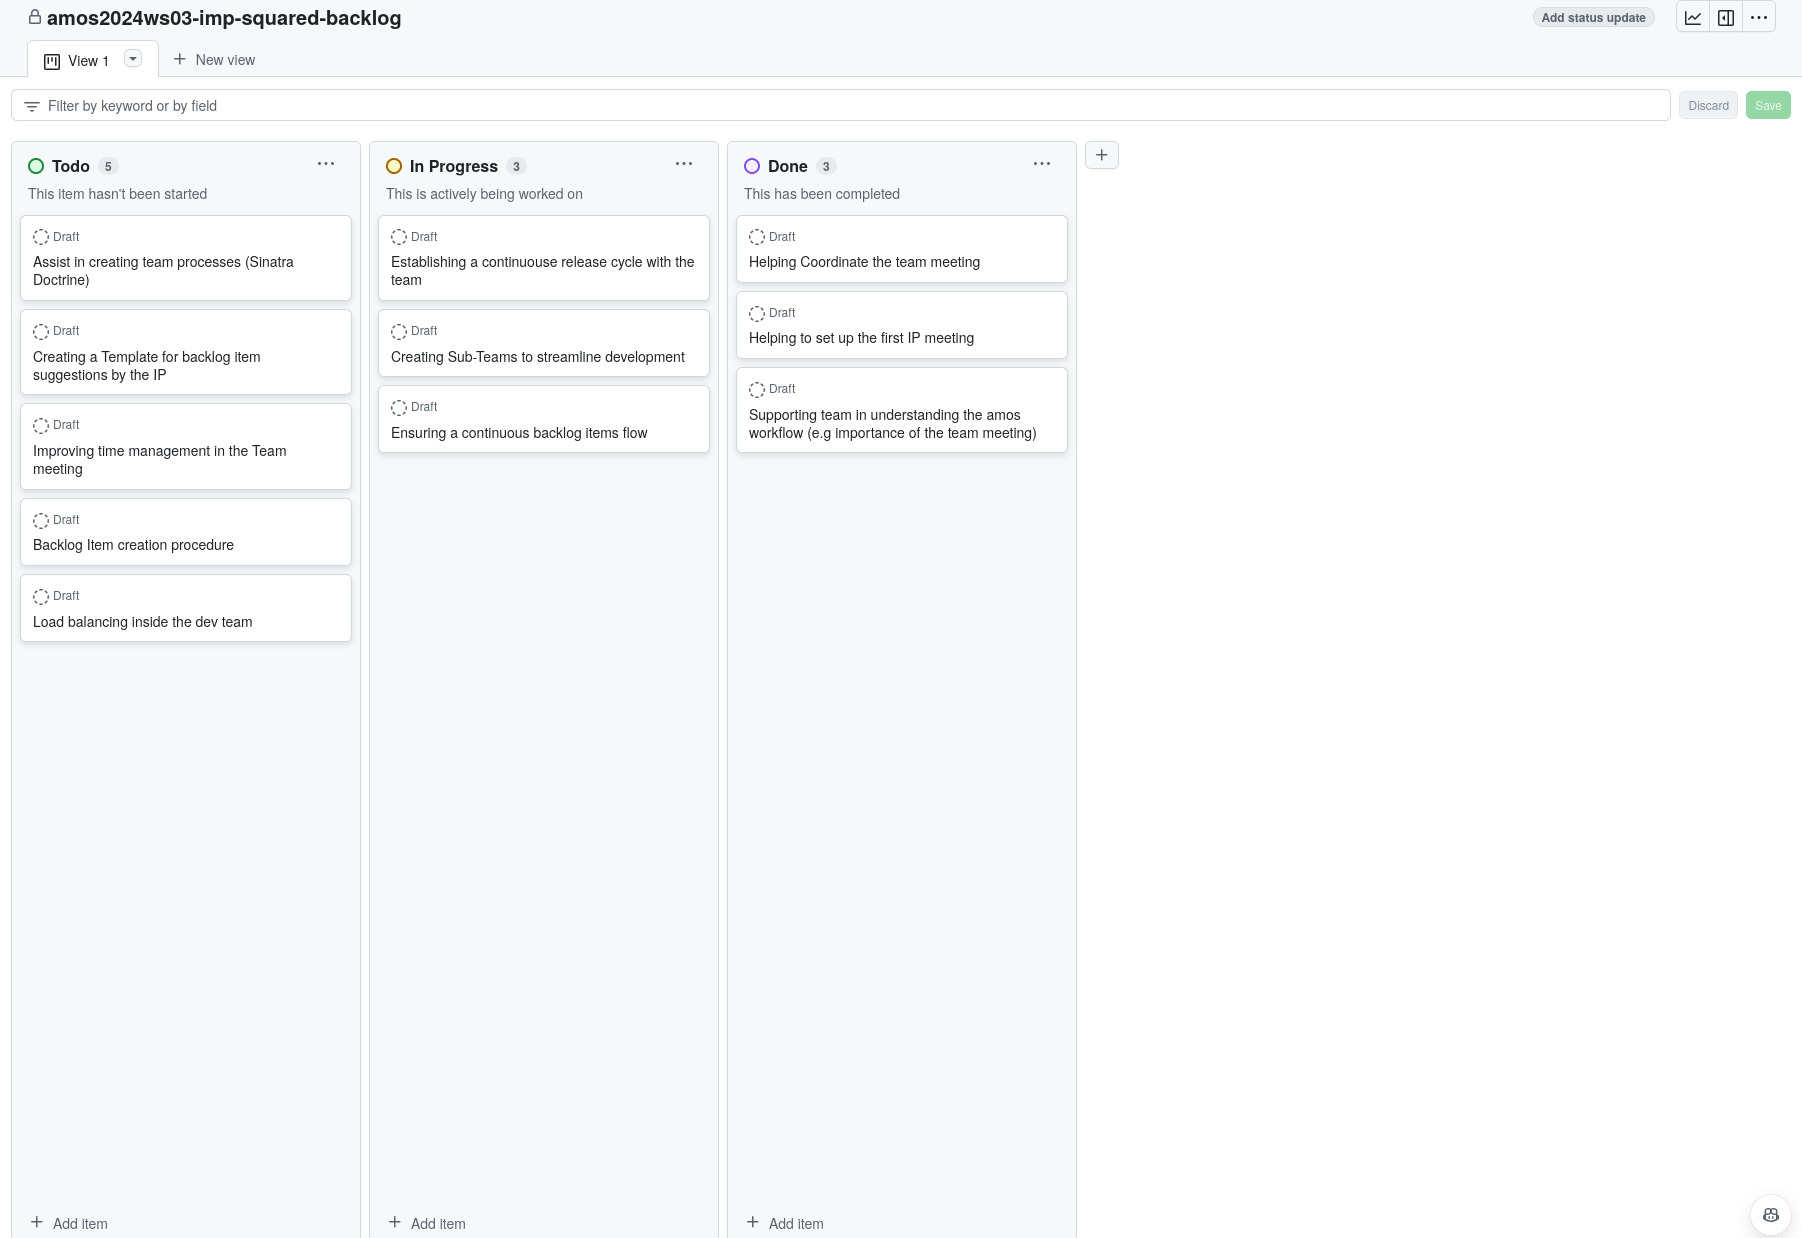 amos2024ws03-imp-squared-backlog
Add status update
View 1
New view
Filter by keyword or by field
Discard
Save
Todo 5
This item hasn't been started
Draft
Assist in creating team processes (Sinatra
Doctrine)
Draft
Creating a Template for backlog item
suggestions by the IP
Draft
Improving time management in the Team
meeting
Draft
Backlog Item creation procedure
Draft
Load balancing inside the dev team
Add item
In Progress 3
This is actively being worked on
Draft
Establishing a continuouse release cycle with the
team
Draft
Creating Sub-Teams to streamline development
Draft
Ensuring a continuous backlog items flow
Add item
Done 3
This has been completed
Draft
Helping Coordinate the team meeting
Draft
Helping to set up the first IP meeting
Draft
Supporting team in understanding the amos
workflow (e.g importance of the team meeting)
Add item